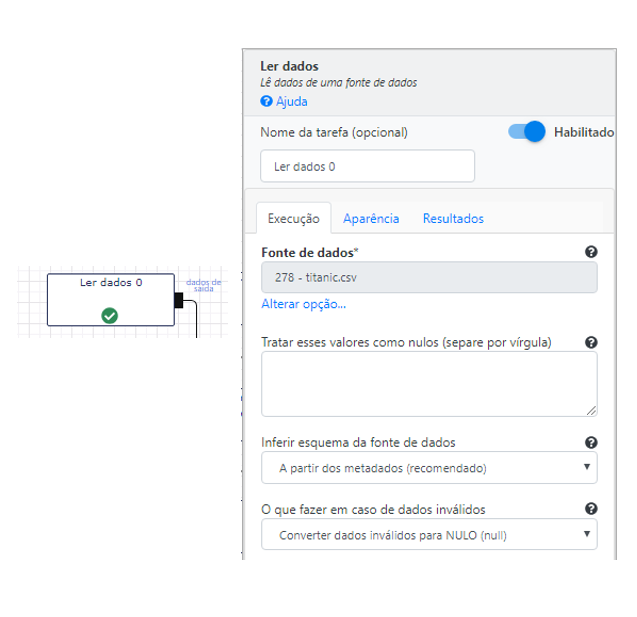 Ler dados 0
dados de
saída
Ler dados
Lê dados de uma fonte de dados
Ajuda
Nome da tarefa (opcional)
Habilitado
Ler dados 0
Execução
Aparência
Resultados
Fonte de dados*
278 - titanic.csv
Alterar opção...
Tratar esses valores como nulos (separe por vírgula)
Inferir esquema da fonte de dados
A partir dos metadados (recomendado)
O que fazer em caso de dados inválidos
Converter dados inválidos para NULO (null)